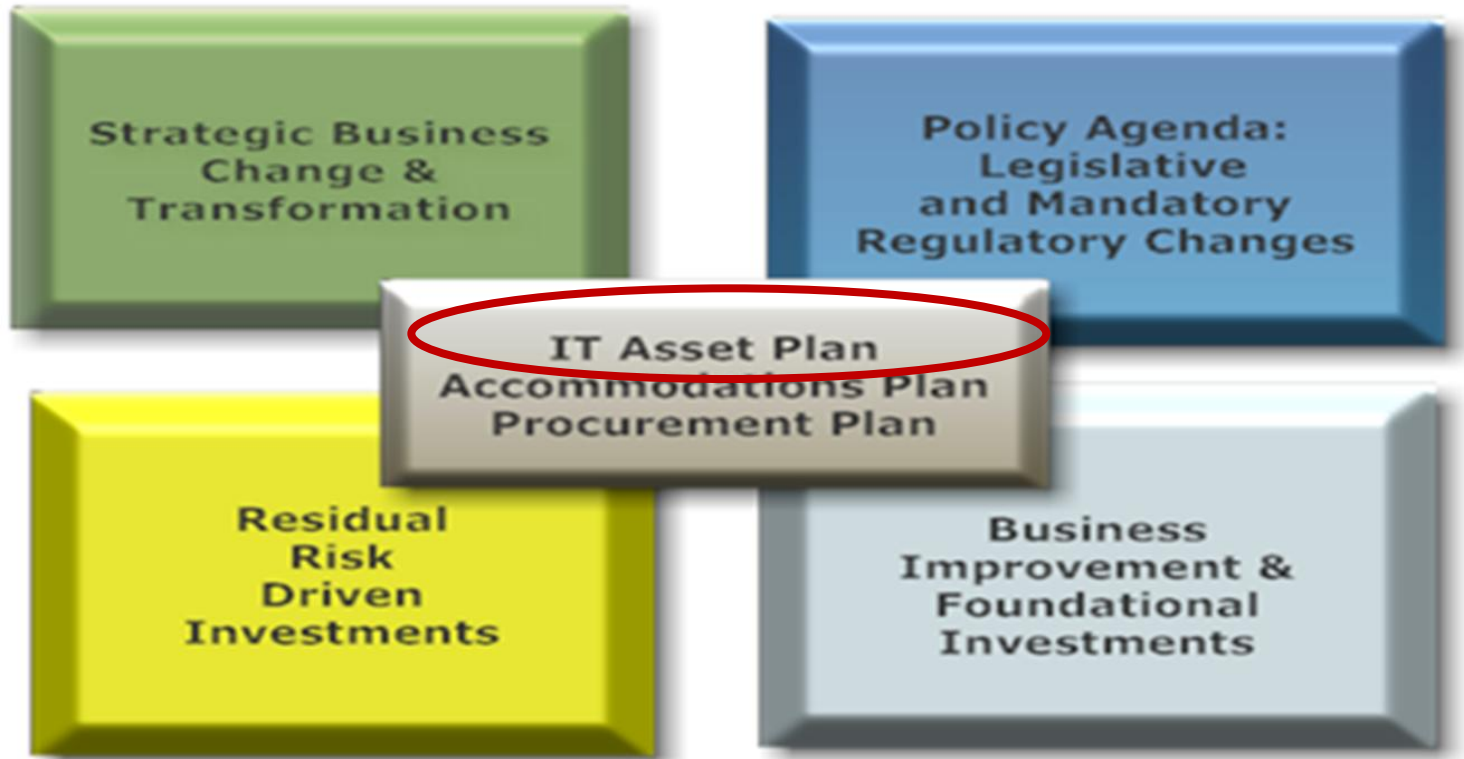 Strategic Business
Change &
Transformation
Policy Agenda:
Legislative
and Mandatory
Regulatory Changes
IT Asset Plan
Accommodations Plan
Procurement Plan
Residual
Risk
Driven
Investments
Business
Improvement &
Foundational
Investments